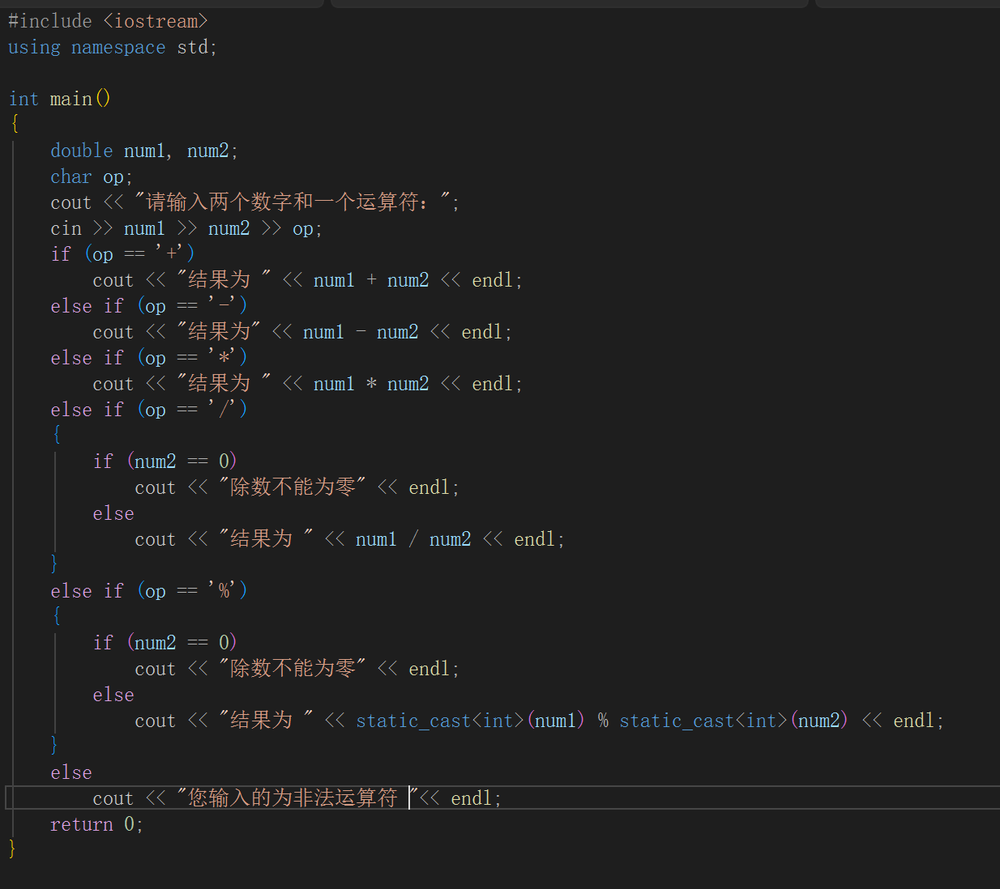 #include <iostream>
using namespace std;

int main()
{
    double num1, num2;
    char op;
    cout << "请输入两个数字和一个运算符：";
    cin >> num1 >> num2 >> op;
    if (op == '+')
        cout << "结果为 " << num1 + num2 << endl;
    else if (op == '-')
        cout << "结果为" << num1 - num2 << endl;
    else if (op == '*')
        cout << "结果为 " << num1 * num2 << endl;
    else if (op == '/')
    {
        if (num2 == 0)
            cout << "除数不能为零" << endl;
        else
            cout << "结果为 " << num1 / num2 << endl;
    }
    else if (op == '%')
    {
        if (num2 == 0)
            cout << "除数不能为零" << endl;
        else
            cout << "结果为 " << static_cast<int>(num1) % static_cast<int>(num2) << endl;
    }
    else
        cout << "您输入的为非法运算符 "<< endl;
    return 0;
}